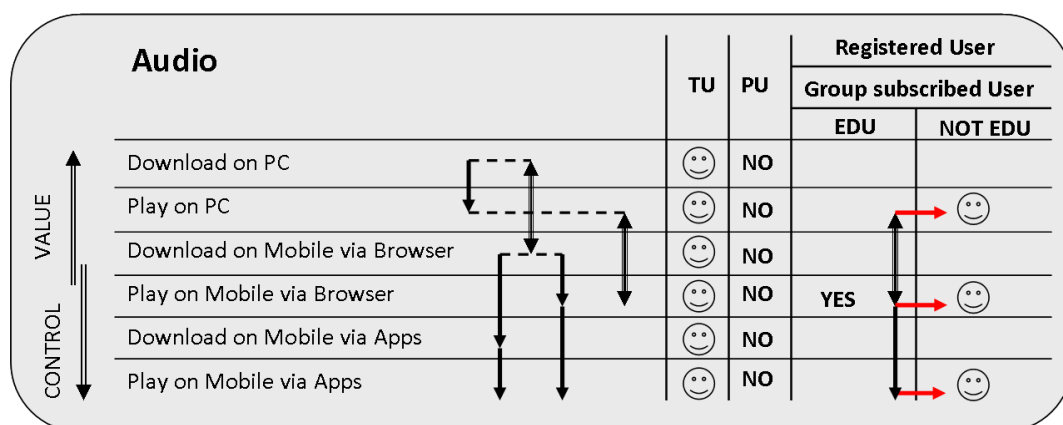 Registered User
Audio TU PU Group subscribed User
EDU NOT EDU
Download on PC NO
Play on PC NO
Download on Mobile via Browser NO
Play on Mobile via Browser NO YES
Download on Mobile via Apps NO
Play on Mobile via Apps NO
VALUE
CONTROL